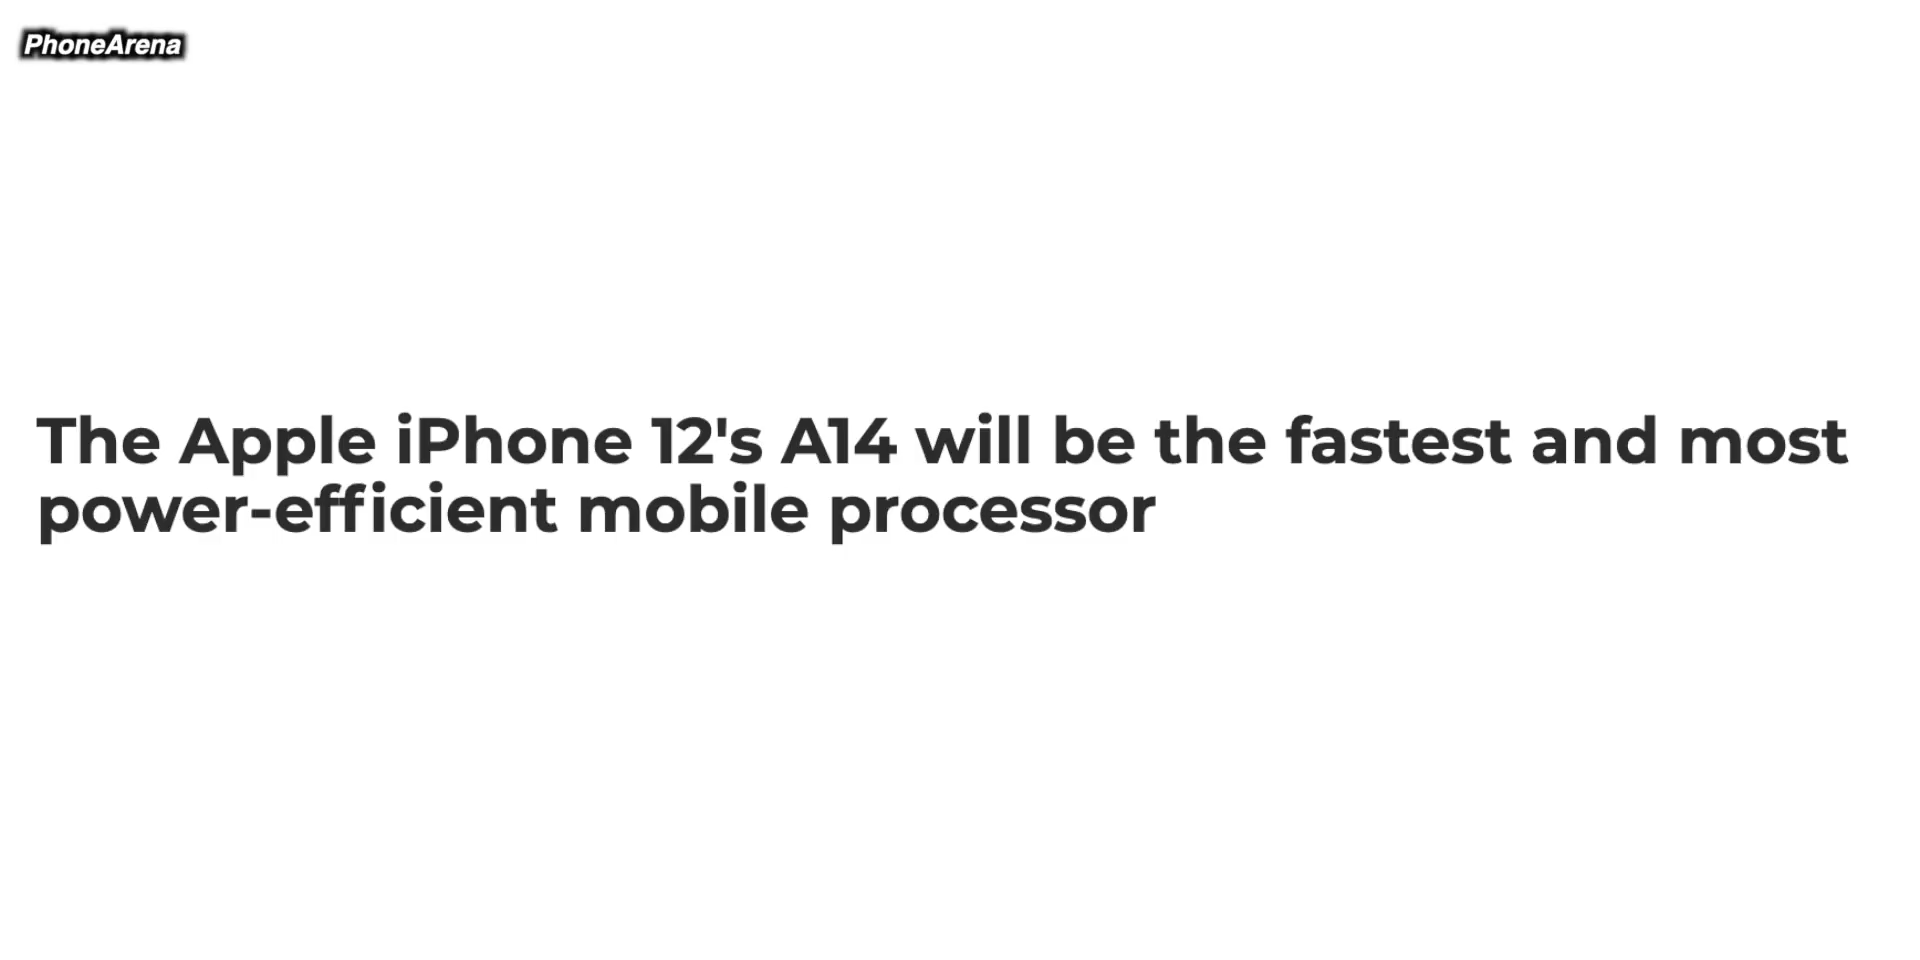 PhoneArena
The Apple iPhone 12's A14 will be the fastest and most
power-efficient mobile processor